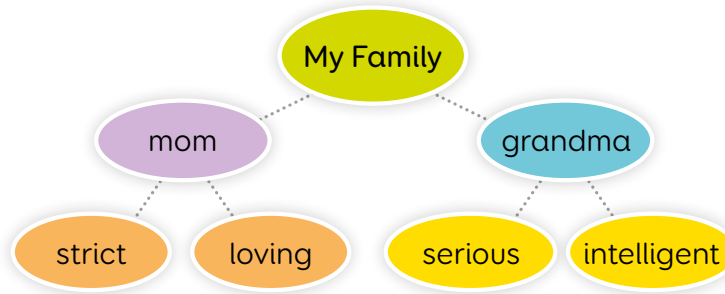 My Family
mom
grandma
strict
loving
serious
intelligent